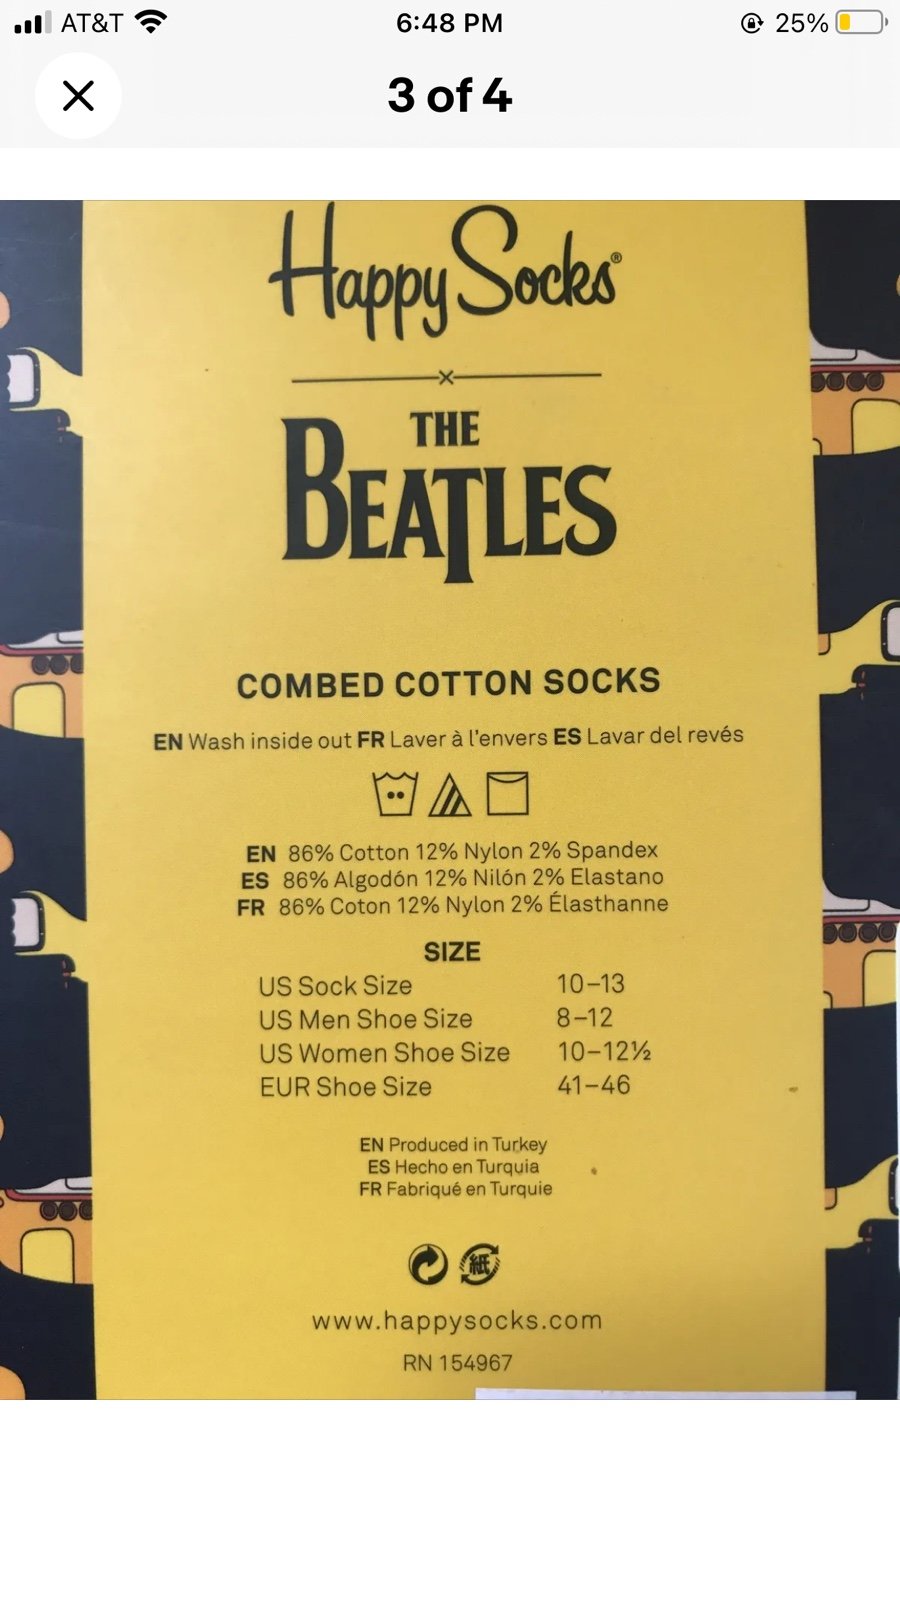 AT&T 6:48 PM 25%
3 of 4
Happy Socks®
×
THE
BEATLES
COMBED COTTON SOCKS
EN Wash inside out FR Laver à l'envers ES Lavar del revés
EN 86% Cotton 12% Nylon 2% Spandex
ES 86% Algodón 12% Nilón 2% Elastano
FR 86% Coton 12% Nylon 2% Élasthanne
SIZE
US Sock Size 10–13
US Men Shoe Size 8–12
US Women Shoe Size 10–12½
EUR Shoe Size 41–46
EN Produced in Turkey
ES Hecho en Turquia
FR Fabriqué en Turquie
紙
www.happysocks.com
RN 154967